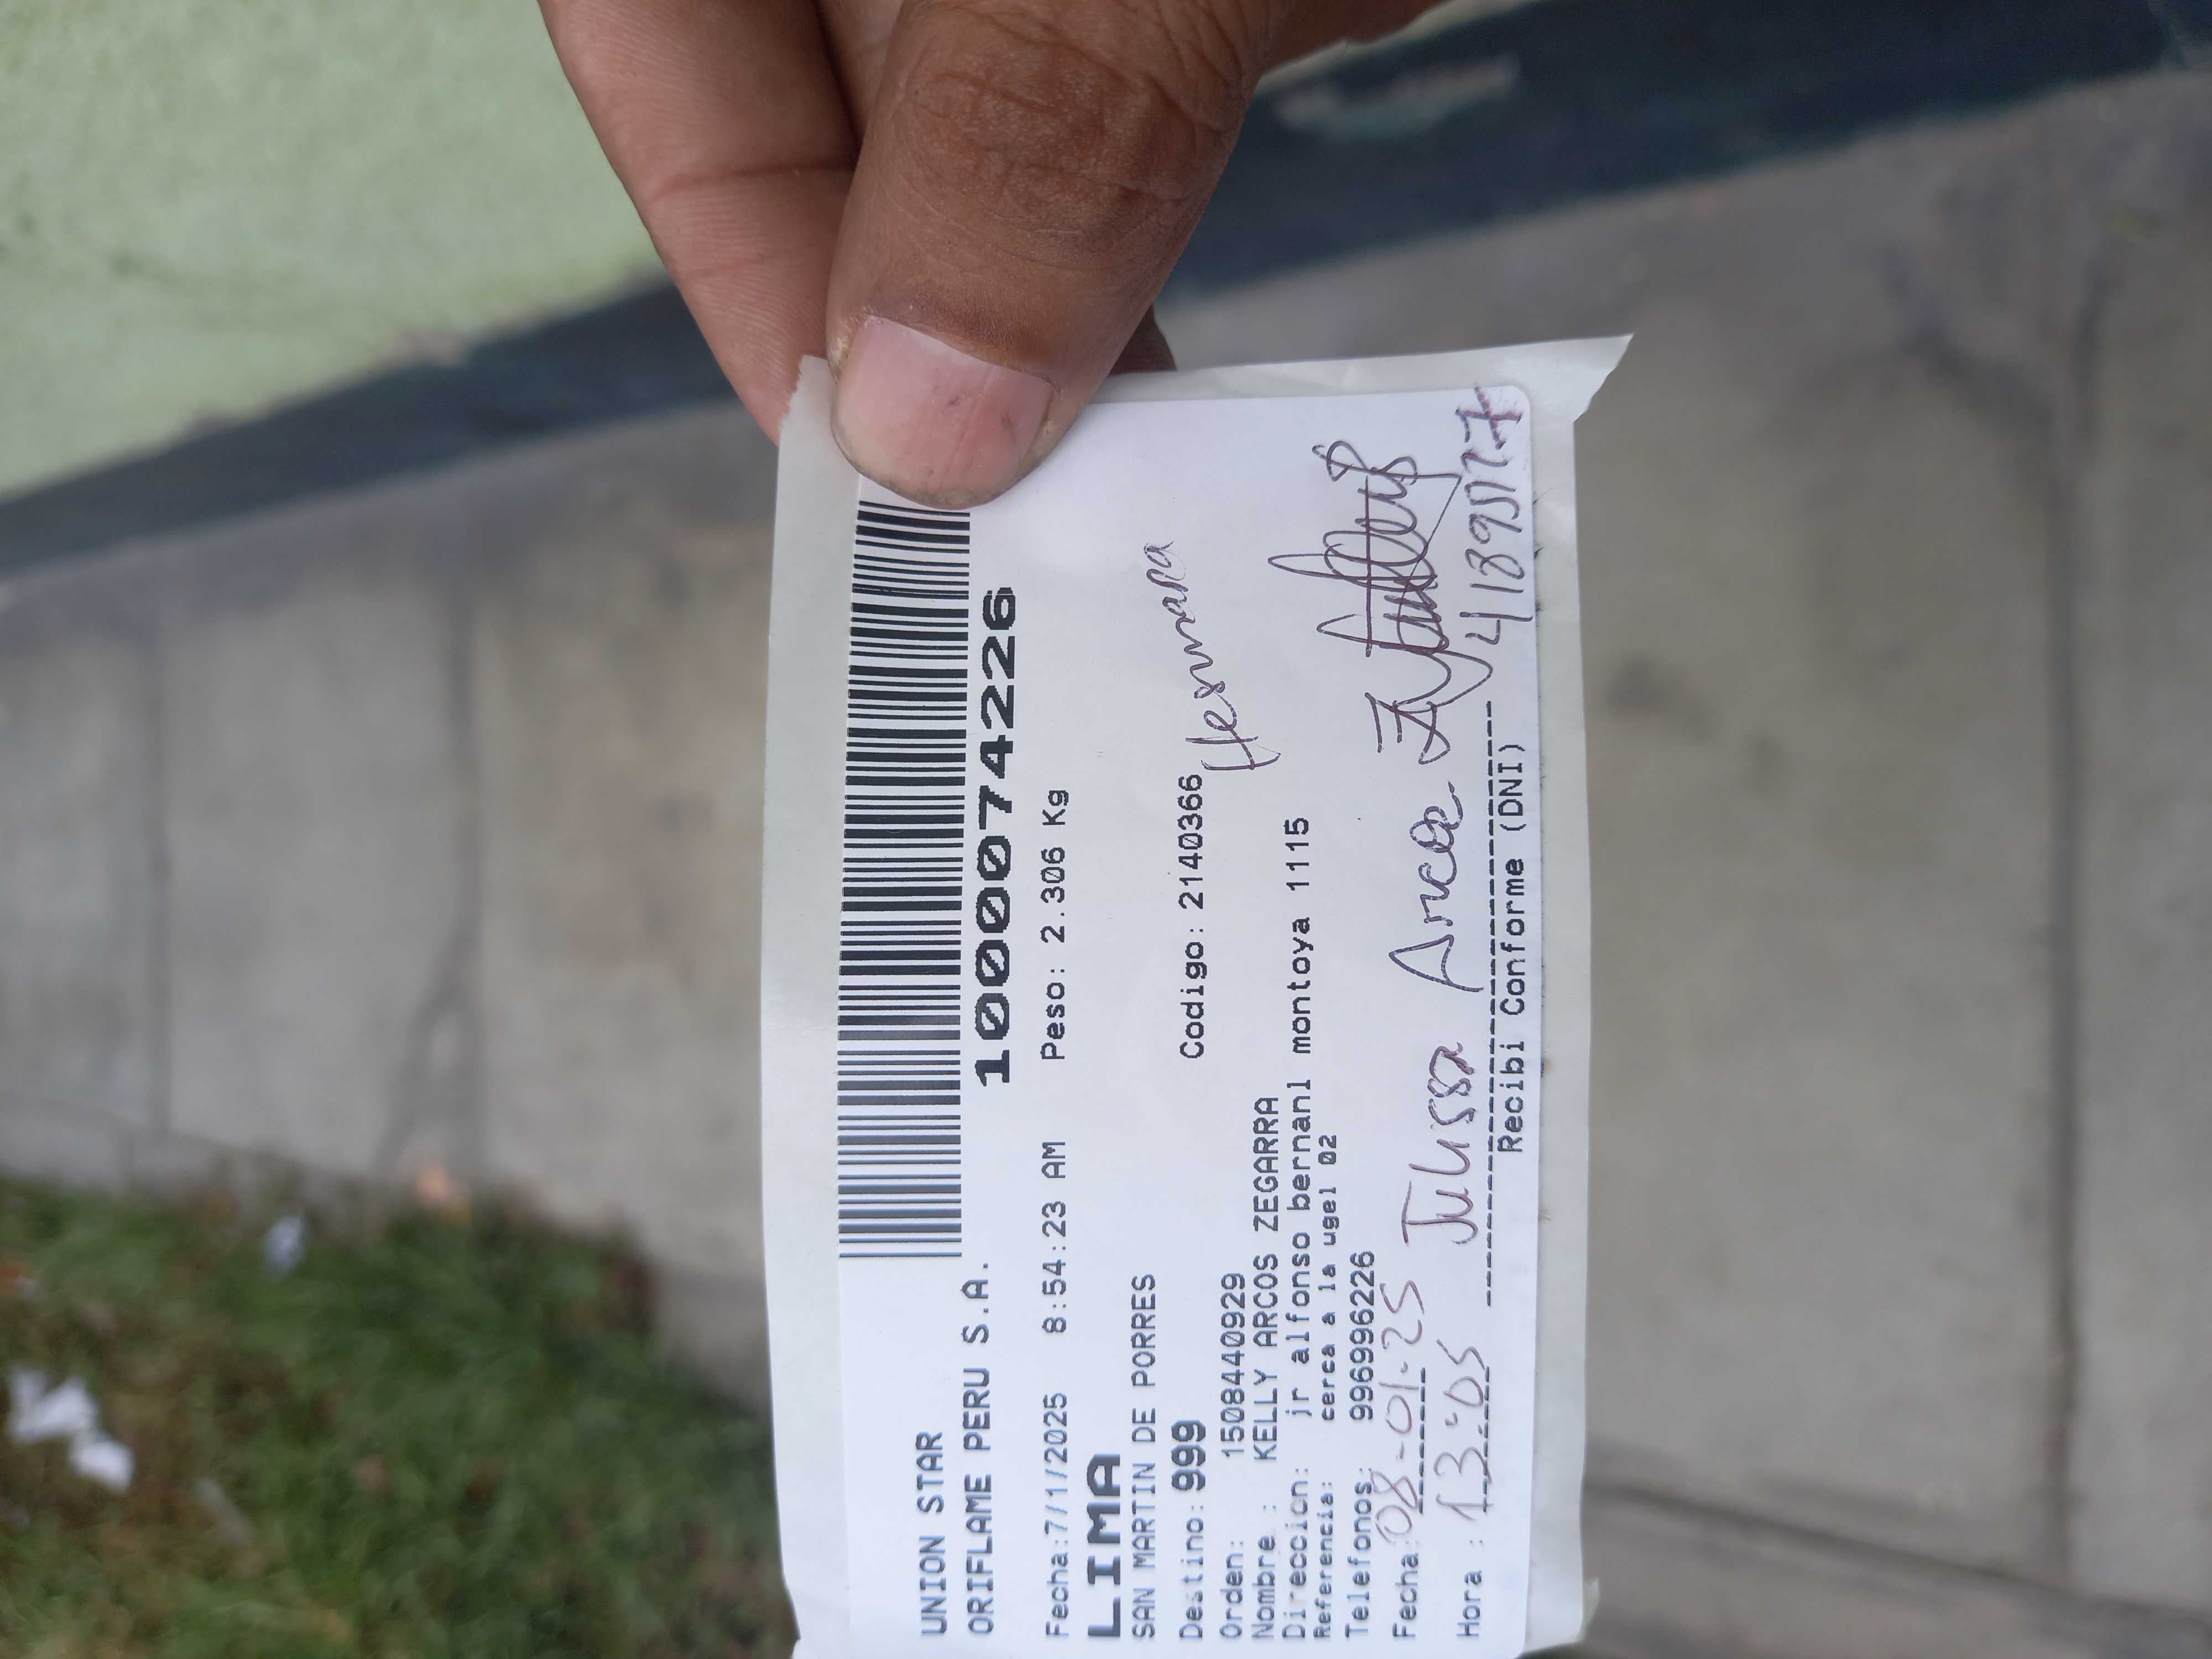 UNION STAR
ORIFLAME PERU S.A.
1000074226
Fecha:7/1/2025 8:54:23 AM Peso: 2.306 Kg
LIMA
SAN MARTIN DE PORRES
Destino: 999 Codigo: 2140366
Hermana
Orden: 1508440929
Nombre : KELLY ARCOS ZEGARRA
Direccion: jr alfonso bernanl montoya 1115
Referencia: cerca a la ugel 02
Telefonos: 996996226
Fecha: 08-01-25
Julissa Arcos Z
Hora : 13:05
Recibi Conforme (DNI)